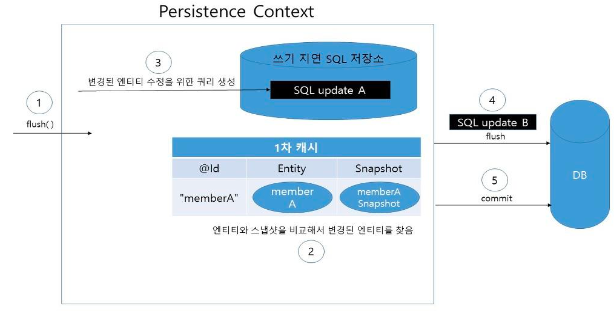 Persistence Context
쓰기 지연 SQL 저장소
3
변경된 엔티티 수정을 위한 쿼리 생성
SQL update A
1
flush( )
4
SQL update B
flush
1차 캐시
@Id Entity Snapshot
"memberA" member A memberA Snapshot
DB
5
commit
엔티티와 스냅샷을 비교해서 변경된 엔티티를 찾음
2